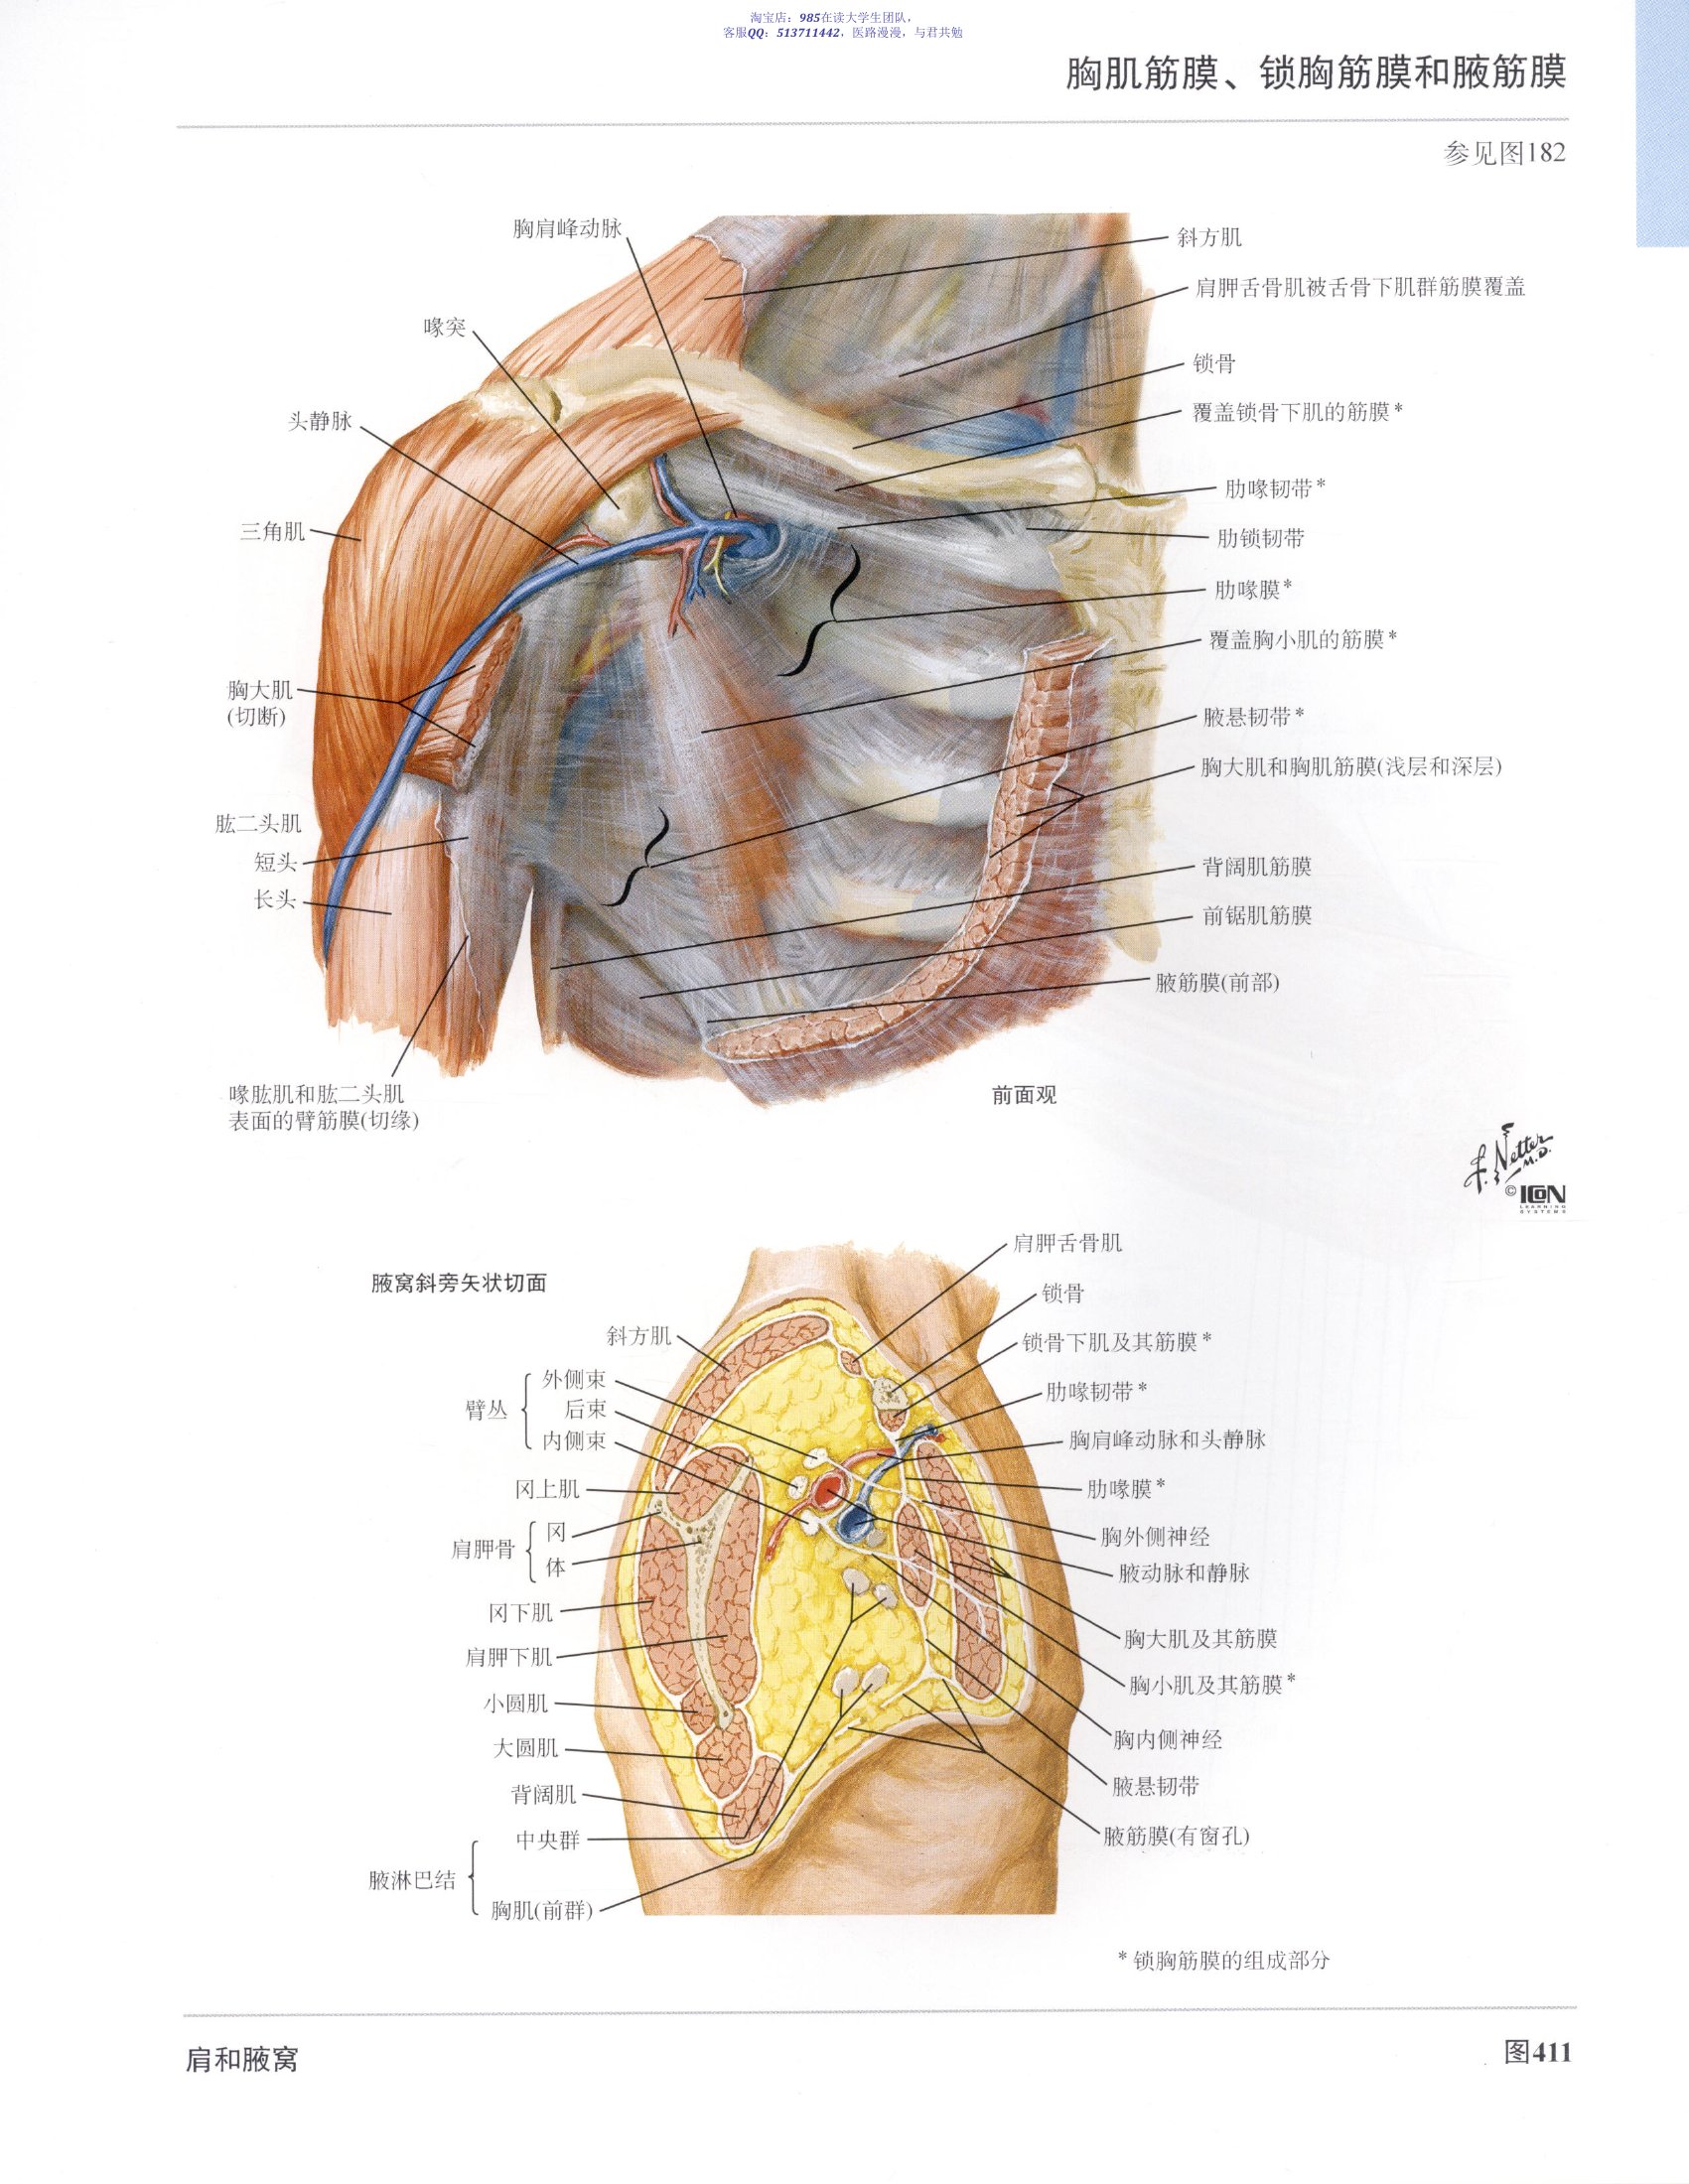 淘宝店：985在读大学生团队，
客服QQ：513711442，医路漫漫，与君共勉
胸肌筋膜、锁胸筋膜和腋筋膜
参见图182
胸肩峰动脉
喙突
头静脉
三角肌
胸大肌
(切断)
肱二头肌
短头
长头
喙肱肌和肱二头肌
表面的臂筋膜(切缘)
斜方肌
肩胛舌骨肌被舌骨下肌群筋膜覆盖
锁骨
覆盖锁骨下肌的筋膜*
肋喙韧带*
肋锁韧带
肋喙膜*
覆盖胸小肌的筋膜*
腋悬韧带*
胸大肌和胸肌筋膜(浅层和深层)
背阔肌筋膜
前锯肌筋膜
腋筋膜(前部)
前面观
F. Netter
M.D.
© ICON
LEARNING
SYSTEMS
腋窝斜旁矢状切面
斜方肌
臂丛
外侧束
后束
内侧束
冈上肌
肩胛骨
冈
体
冈下肌
肩胛下肌
小圆肌
大圆肌
背阔肌
腋淋巴结
中央群
胸肌(前群)
肩胛舌骨肌
锁骨
锁骨下肌及其筋膜*
肋喙韧带*
胸肩峰动脉和头静脉
肋喙膜*
胸外侧神经
腋动脉和静脉
胸大肌及其筋膜
胸小肌及其筋膜*
胸内侧神经
腋悬韧带
腋筋膜(有窗孔)
*锁胸筋膜的组成部分
肩和腋窝
图411